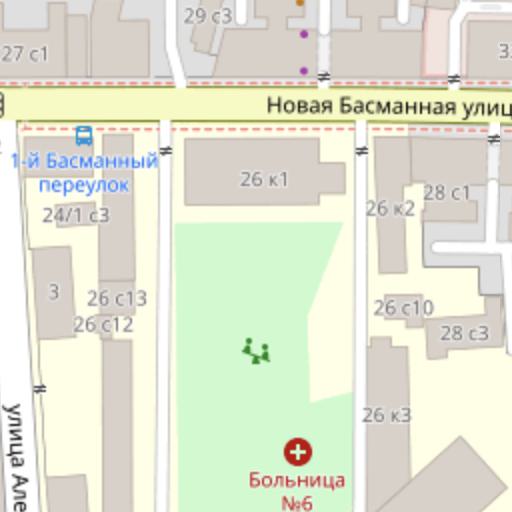 29 с3
27 с1
Новая Басманная улиц
1-й Басманный
переулок
26 к1
28 с1
26 к2
24/1 с3
3
26 с13
26 с10
26 с12
28 с3
26 к3
улица Але
Больница
№6